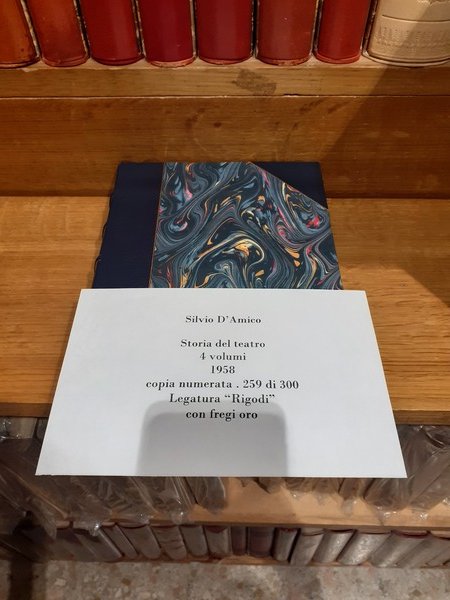 Silvio D'Amico
Storia del teatro
4 volumi
1958
copia numerata . 259 di 300
Legatura “Rigodi”
con fregi oro